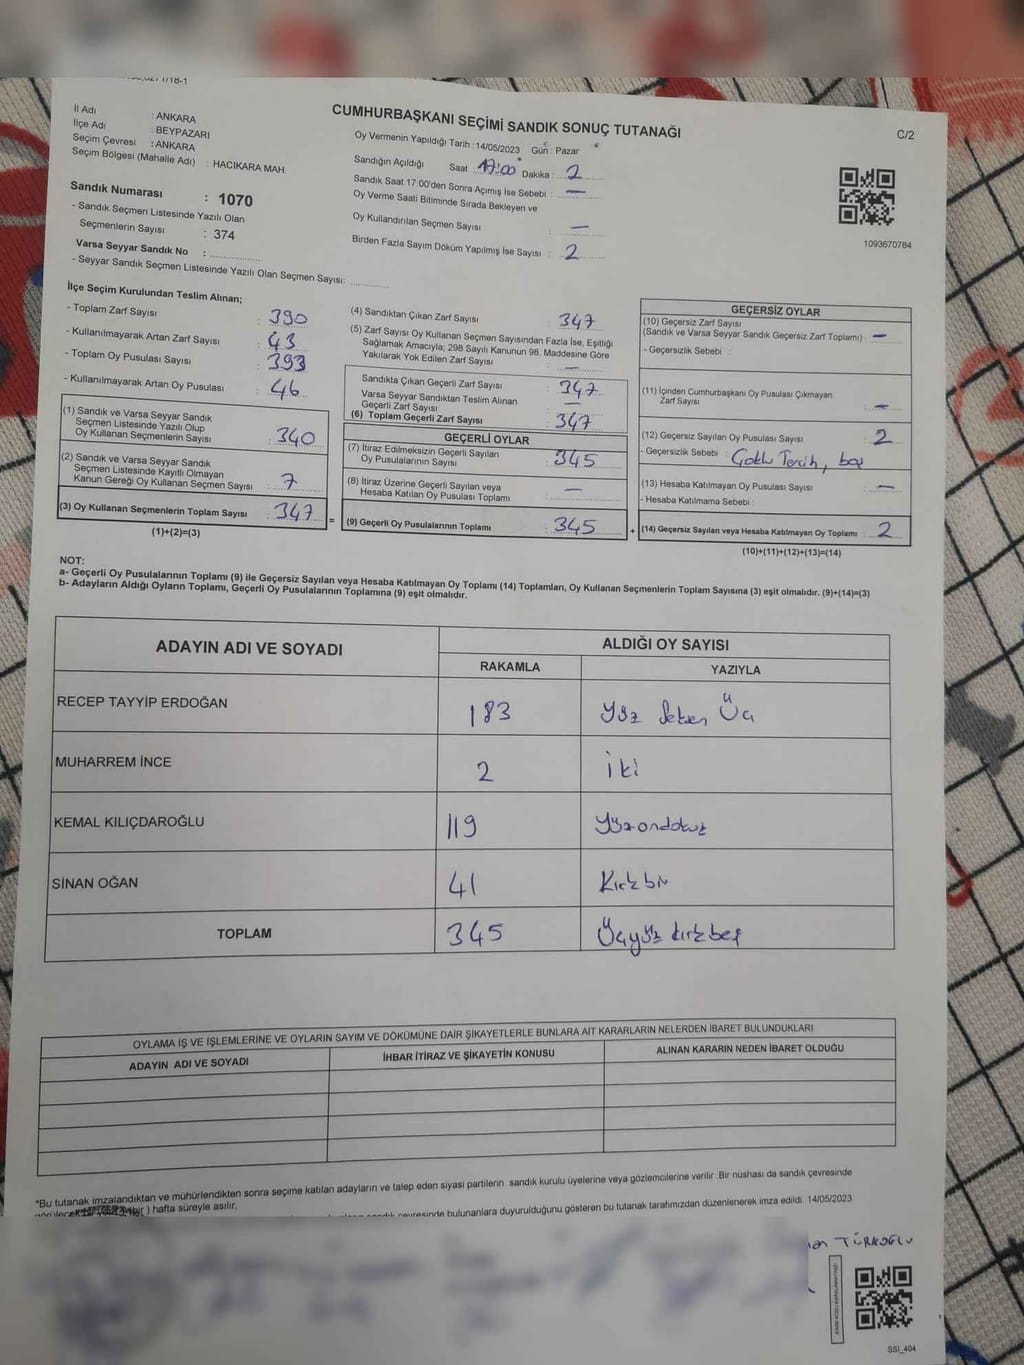 İl Adı : ANKARA
İlçe Adı : BEYPAZARI
Seçim Çevresi : ANKARA
Seçim Bölgesi (Mahalle Adı) : HACIKARA MAH.
Sandık Numarası : 1070
- Sandık Seçmen Listesinde Yazılı Olan
Seçmenlerin Sayısı : 374
Varsa Seyyar Sandık No :
- Seyyar Sandık Seçmen Listesinde Yazılı Olan Seçmen Sayısı:
CUMHURBAŞKANI SEÇİMİ SANDIK SONUÇ TUTANAĞI
C/2
Oy Vermenin Yapıldığı Tarih : 14/05/2023 Gün : Pazar
Sandığın Açıldığı Saat 17:00 Dakika : 2
Sandık Saat 17:00'den Sonra Açımış İse Sebebi : —
Oy Verme Saati Bitiminde Sırada Bekleyen ve
Oy Kullandırılan Seçmen Sayısı : —
Birden Fazla Sayım Döküm Yapılmış İse Sayısı : 2
1093670784
İlçe Seçim Kurulundan Teslim Alınan;
- Toplam Zarf Sayısı : 390
- Kullanılmayarak Artan Zarf Sayısı : 43
- Toplam Oy Pusulası Sayısı : 393
- Kullanılmayarak Artan Oy Pusulası : 46
(1) Sandık ve Varsa Seyyar Sandık
Seçmen Listesinde Yazılı Olup
Oy Kullanan Seçmenlerin Sayısı : 340
(2) Sandık ve Varsa Seyyar Sandık
Seçmen Listesinde Kayıtlı Olmayan
Kanun Gereği Oy Kullanan Seçmen Sayısı : 7
(3) Oy Kullanan Seçmenlerin Toplam Sayısı : 347
(1)+(2)=(3)
=
(4) Sandıktan Çıkan Zarf Sayısı : 347
(5) Zarf Sayısı Oy Kullanan Seçmen Sayısından Fazla İse, Eşitliği
Sağlamak Amacıyla; 298 Sayılı Kanunun 98. Maddesine Göre
Yakılarak Yok Edilen Zarf Sayısı : —
Sandıkta Çıkan Geçerli Zarf Sayısı : 347
Varsa Seyyar Sandıktan Teslim Alınan
Geçerli Zarf Sayısı : —
(6) Toplam Geçerli Zarf Sayısı : 347
GEÇERLİ OYLAR
(7) İtiraz Edilmeksizin Geçerli Sayılan
Oy Pusulalarının Sayısı : 345
(8) İtiraz Üzerine Geçerli Sayılan veya
Hesaba Katılan Oy Pusulası Toplamı : —
(9) Geçerli Oy Pusulalarının Toplamı : 345
+
GEÇERSİZ OYLAR
(10) Geçersiz Zarf Sayısı
(Sandık ve Varsa Seyyar Sandık Geçersiz Zarf Toplamı) : —
- Geçersizlik Sebebi :
(11) İçinden Cumhurbaşkanı Oy Pusulası Çıkmayan
Zarf Sayısı : —
(12) Geçersiz Sayılan Oy Pusulası Sayısı : 2
- Geçersizlik Sebebi : Çoklu Tercih, boş
(13) Hesaba Katılmayan Oy Pusulası Sayısı : —
- Hesaba Katılmama Sebebi :
(14) Geçersiz Sayılan veya Hesaba Katılmayan Oy Toplamı : 2
(10)+(11)+(12)+(13)=(14)
NOT:
a- Geçerli Oy Pusulalarının Toplamı (9) ile Geçersiz Sayılan veya Hesaba Katılmayan Oy Toplamı (14) Toplamları, Oy Kullanan Seçmenlerin Toplam Sayısına (3) eşit olmalıdır. (9)+(14)=(3)
b- Adayların Aldığı Oyların Toplamı, Geçerli Oy Pusulalarının Toplamına (9) eşit olmalıdır.
ADAYIN ADI VE SOYADI
ALDIĞI OY SAYISI
RAKAMLA YAZIYLA
RECEP TAYYİP ERDOĞAN 183 Yüz Seksen Üç
MUHARREM İNCE 2 İki
KEMAL KILIÇDAROĞLU 119 Yüzondokuz
SİNAN OĞAN 41 Kırkbir
TOPLAM 345 Üçyüz kırkbeş
OYLAMA İŞ VE İŞLEMLERİNE VE OYLARIN SAYIM VE DÖKÜMÜNE DAİR ŞİKAYETLERLE BUNLARA AİT KARARLARIN NELERDEN İBARET BULUNDUKLARI
ADAYIN ADI VE SOYADI İHBAR İTİRAZ VE ŞİKAYETİN KONUSU ALINAN KARARIN NEDEN İBARET OLDUĞU
*Bu tutanak imzalandıktan ve mühürlendikten sonra seçime katılan adayların ve talep eden siyasi partilerin sandık kurulu üyelerine veya gözlemcilerine verilir. Bir nüshası da sandık çevresinde
) hafta süreyle asılır.
çevresinde bulunanlara duyurulduğunu gösteren bu tutanak tarafımızdan düzenlenerek imza edildi. 14/05/2023
TÜRKOĞLU
SSI_404